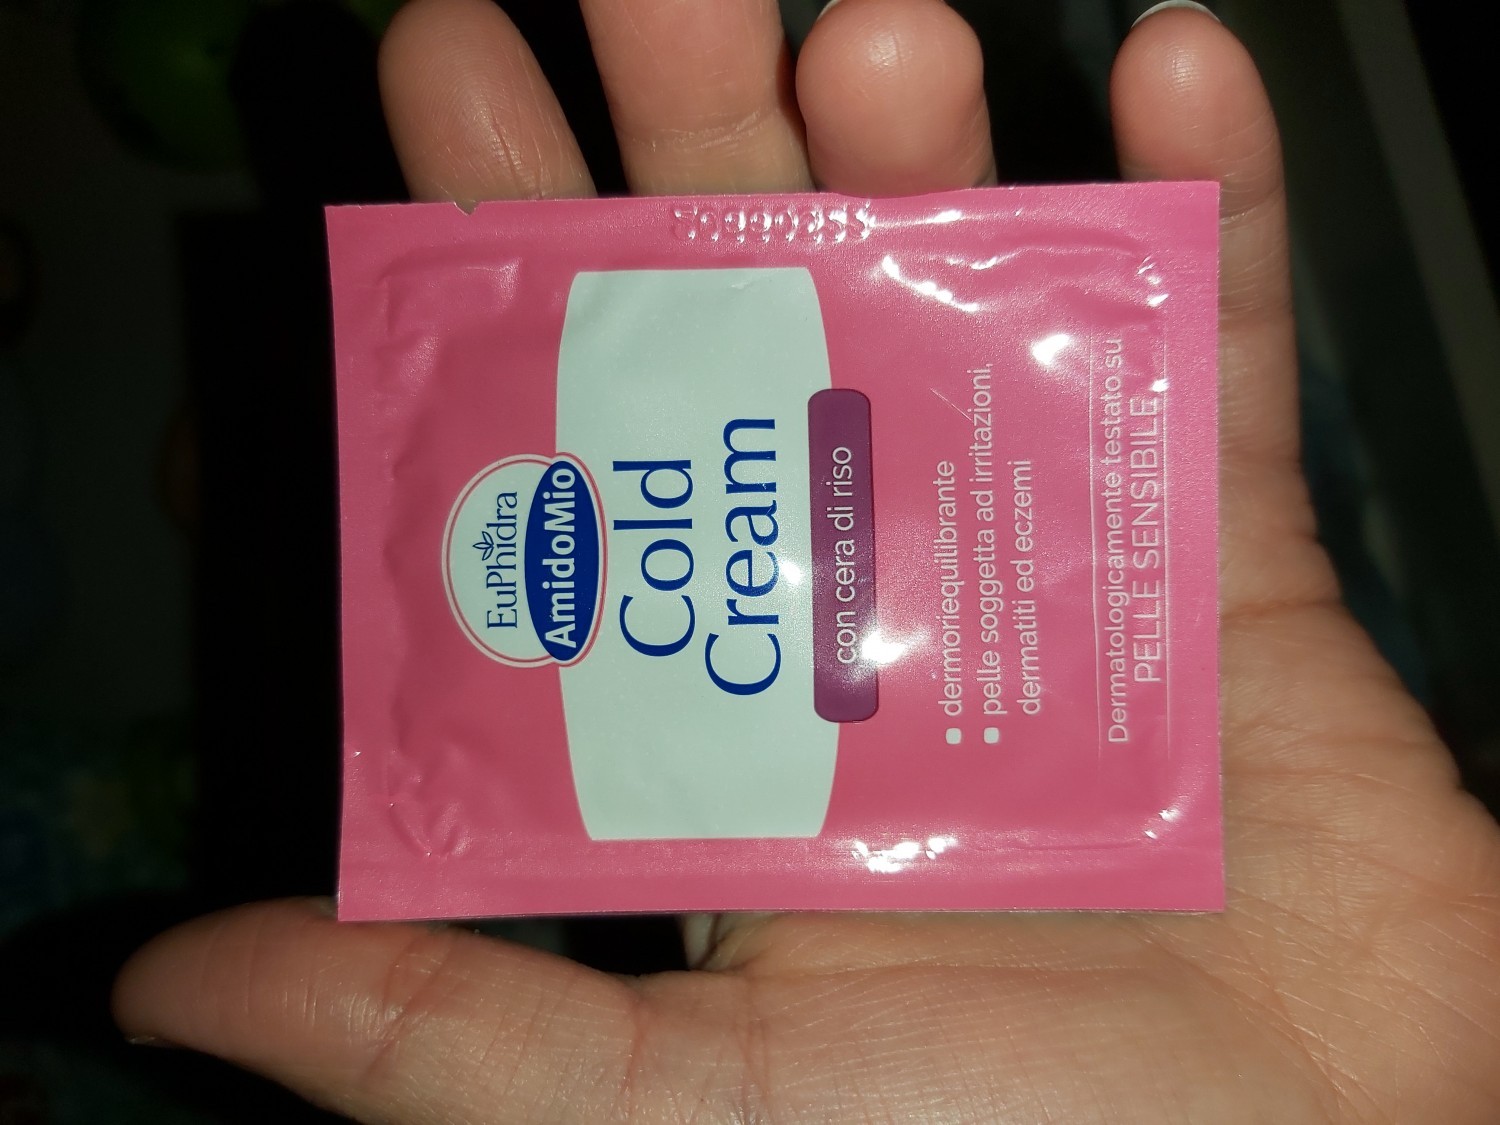 EuPhidra
AmidoMio
Cold
Cream
con cera di riso
dermoriequilibrante
pelle soggetta ad irritazioni,
dermatiti ed eczemi
Dermatologicamente testato su
PELLE SENSIBILE